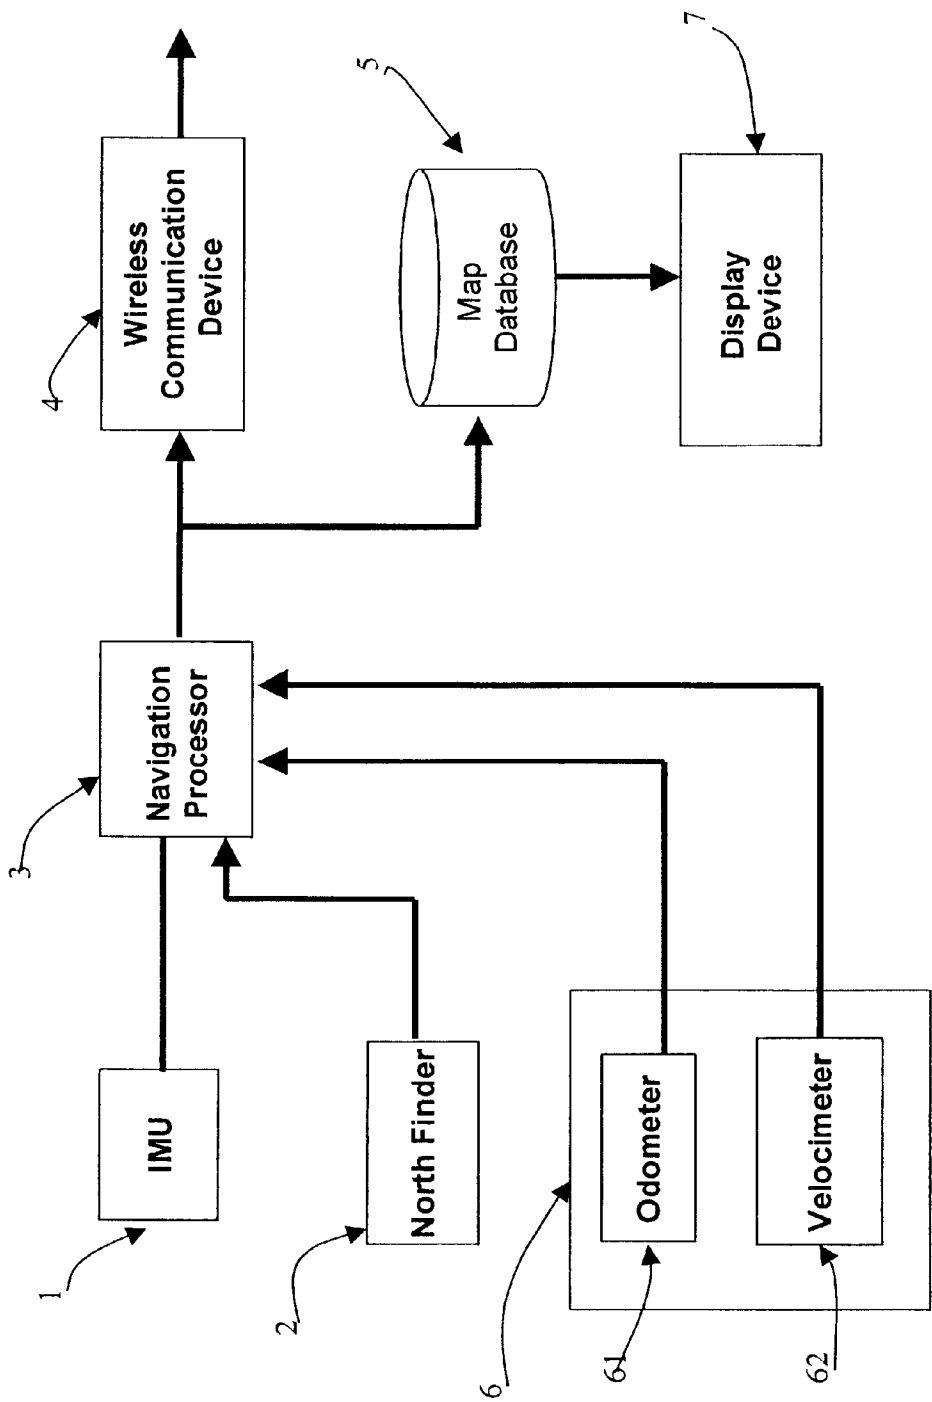 1
IMU
3
Navigation
Processor
4
Wireless
Communication
Device
2
North Finder
5
Map
Database
6
61
Odometer
62
Velocimeter
7
Display
Device